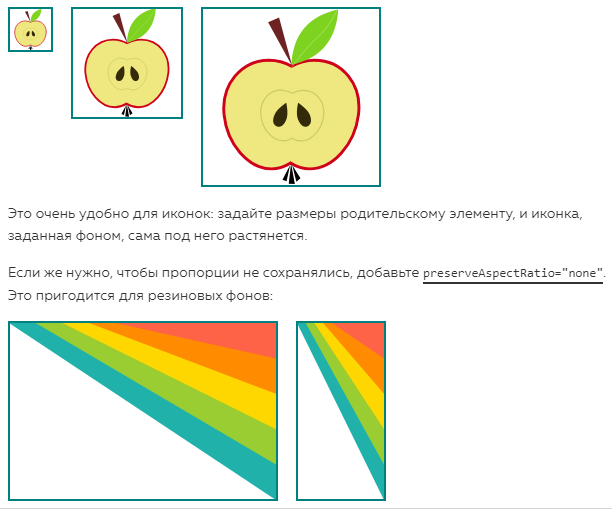 Это очень удобно для иконок: задайте размеры родительскому элементу, и иконка,
заданная фоном, сама под него растянется.
Если же нужно, чтобы пропорции не сохранялись, добавьте preserveAspectRatio="none".
Это пригодится для резиновых фонов: